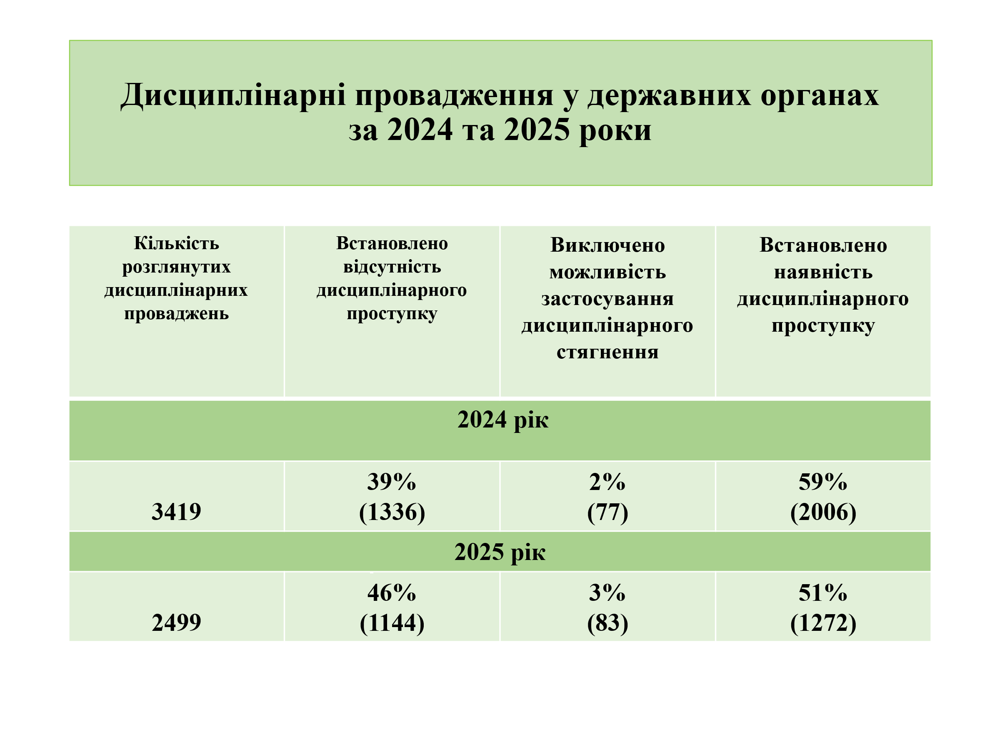 Дисциплінарні провадження у державних органах
за 2024 та 2025 роки
Кількість
розглянутих
дисциплінарних
проваджень
Встановлено
відсутність
дисциплінарного
проступку
Виключено
можливість
застосування
дисциплінарного
стягнення
Встановлено
наявність
дисциплінарного
проступку
2024 рік
3419
39%
(1336)
2%
(77)
59%
(2006)
2025 рік
2499
46%
(1144)
3%
(83)
51%
(1272)